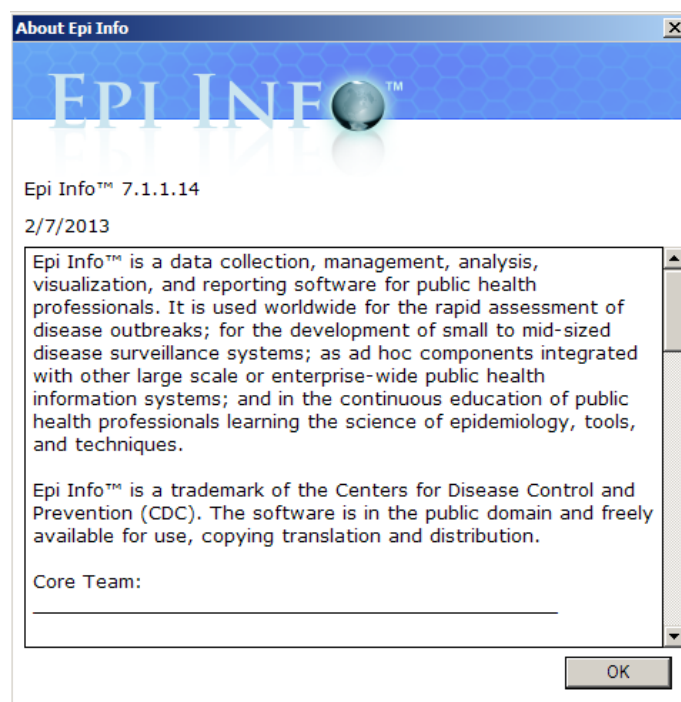 About Epi Info
EPI INFO™
Epi Info™ 7.1.1.14
2/7/2013
Epi Info™ is a data collection, management, analysis,
visualization, and reporting software for public health
professionals. It is used worldwide for the rapid assessment of
disease outbreaks; for the development of small to mid-sized
disease surveillance systems; as ad hoc components integrated
with other large scale or enterprise-wide public health
information systems; and in the continuous education of public
health professionals learning the science of epidemiology, tools,
and techniques.
Epi Info™ is a trademark of the Centers for Disease Control and
Prevention (CDC). The software is in the public domain and freely
available for use, copying translation and distribution.
Core Team:
OK